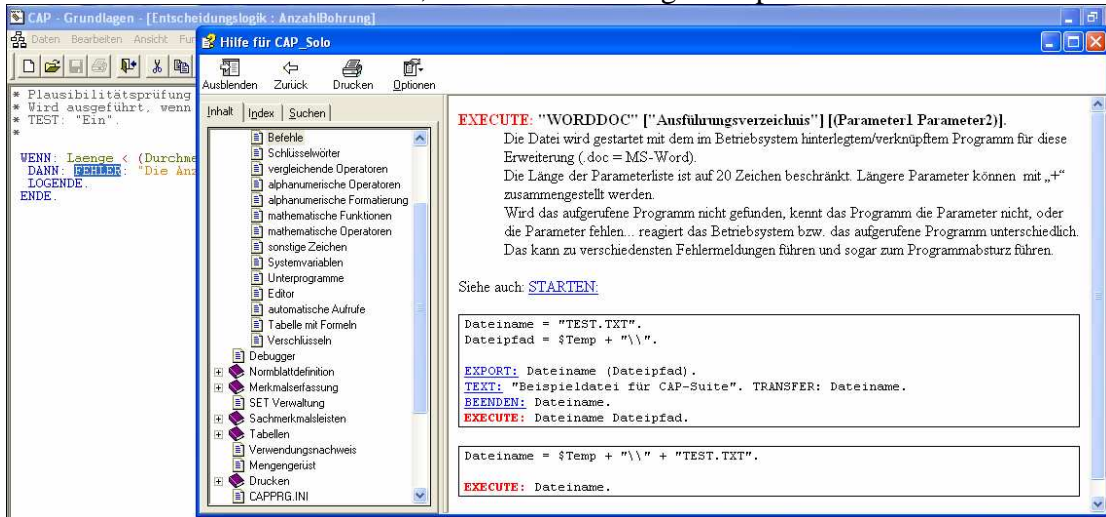 CAP - Grundlagen - [Entscheidungslogik : AnzahlBohrung]
Daten Bearbeiten Ansicht
* Plausibilitätsprüfung
* Wird ausgeführt, wenn
* TEST: "Ein".
*
WENN: Laenge < (Durchme
DANN: FEHLER: "Die Anz
LOGENDE.
ENDE.
Hilfe für CAP_Solo
Ausblenden Zurück Drucken Optionen
Inhalt Index Suchen
Befehle
Schlüsselwörter
vergleichende Operatoren
alphanumerische Operatoren
alphanumerische Formatierung
mathematische Funktionen
mathematische Operatoren
sonstige Zeichen
Systemvariablen
Unterprogramme
Editor
automatische Aufrufe
Tabelle mit Formeln
Verschlüsseln
Debugger
Normblattdefinition
Merkmalserfassung
SET Verwaltung
Sachmerkmalsleisten
Tabellen
Verwendungsnachweis
Mengengerüst
Drucken
CAPPRG.INI
EXECUTE: "WORDDOC" ["Ausführungsverzeichnis"] [(Parameter1 Parameter2)].
Die Datei wird gestartet mit dem im Betriebsystem hinterlegtem/verknüpftem Programm für diese
Erweiterung (.doc = MS-Word).
Die Länge der Parameterliste ist auf 20 Zeichen beschränkt. Längere Parameter können mit „+“
zusammengestellt werden.
Wird das aufgerufene Programm nicht gefunden, kennt das Programm die Parameter nicht, oder
die Parameter fehlen... reagiert das Betriebsystem bzw. das aufgerufene Programm unterschiedlich.
Das kann zu verschiedensten Fehlermeldungen führen und sogar zum Programmabsturz führen.
Siehe auch: STARTEN:
Dateiname = "TEST.TXT".
Dateipfad = $Temp + "\\".
EXPORT: Dateiname (Dateipfad).
TEXT: "Beispieldatei für CAP-Suite". TRANSFER: Dateiname.
BEENDEN: Dateiname.
EXECUTE: Dateiname Dateipfad.
Dateiname = $Temp + "\\" + "TEST.TXT".
EXECUTE: Dateiname.